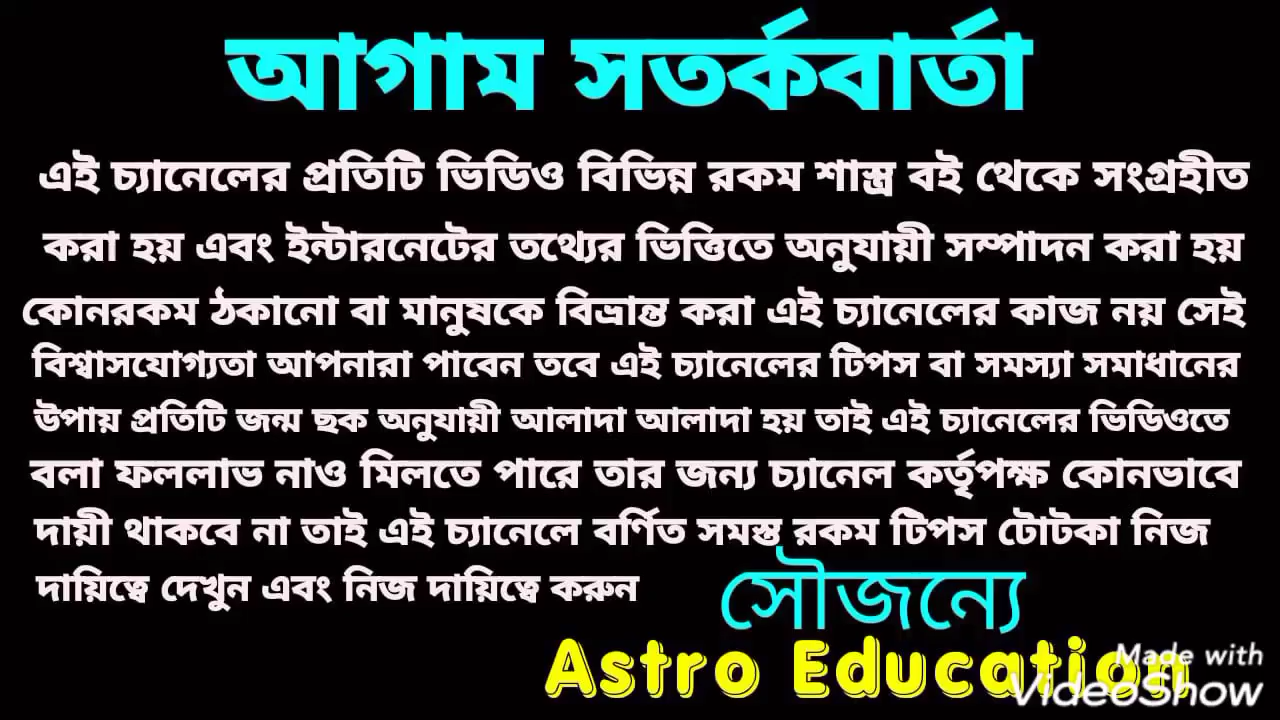 আগাম সতর্কবার্তা
এই চ্যানেলের প্রতিটি ভিডিও বিভিন্ন রকম শাস্ত্র বই থেকে সংগ্রহীত
করা হয় এবং ইন্টারনেটের তথ্যের ভিত্তিতে অনুযায়ী সম্পাদন করা হয়
কোনরকম ঠকানো বা মানুষকে বিভ্রান্ত করা এই চ্যানেলের কাজ নয় সেই
বিশ্বাসযোগ্যতা আপনারা পাবেন তবে এই চ্যানেলের টিপস বা সমস্যা সমাধানের
উপায় প্রতিটি জন্ম ছক অনুযায়ী আলাদা আলাদা হয় তাই এই চ্যানেলের ভিডিওতে
বলা ফললাভ নাও মিলতে পারে তার জন্য চ্যানেল কর্তৃপক্ষ কোনভাবে
দায়ী থাকবে না তাই এই চ্যানেলে বর্ণিত সমস্ত রকম টিপস টোটকা নিজ
দায়িত্বে দেখুন এবং নিজ দায়িত্বে করুন
সৌজন্যে
Astro Education
Made with
VideoShow